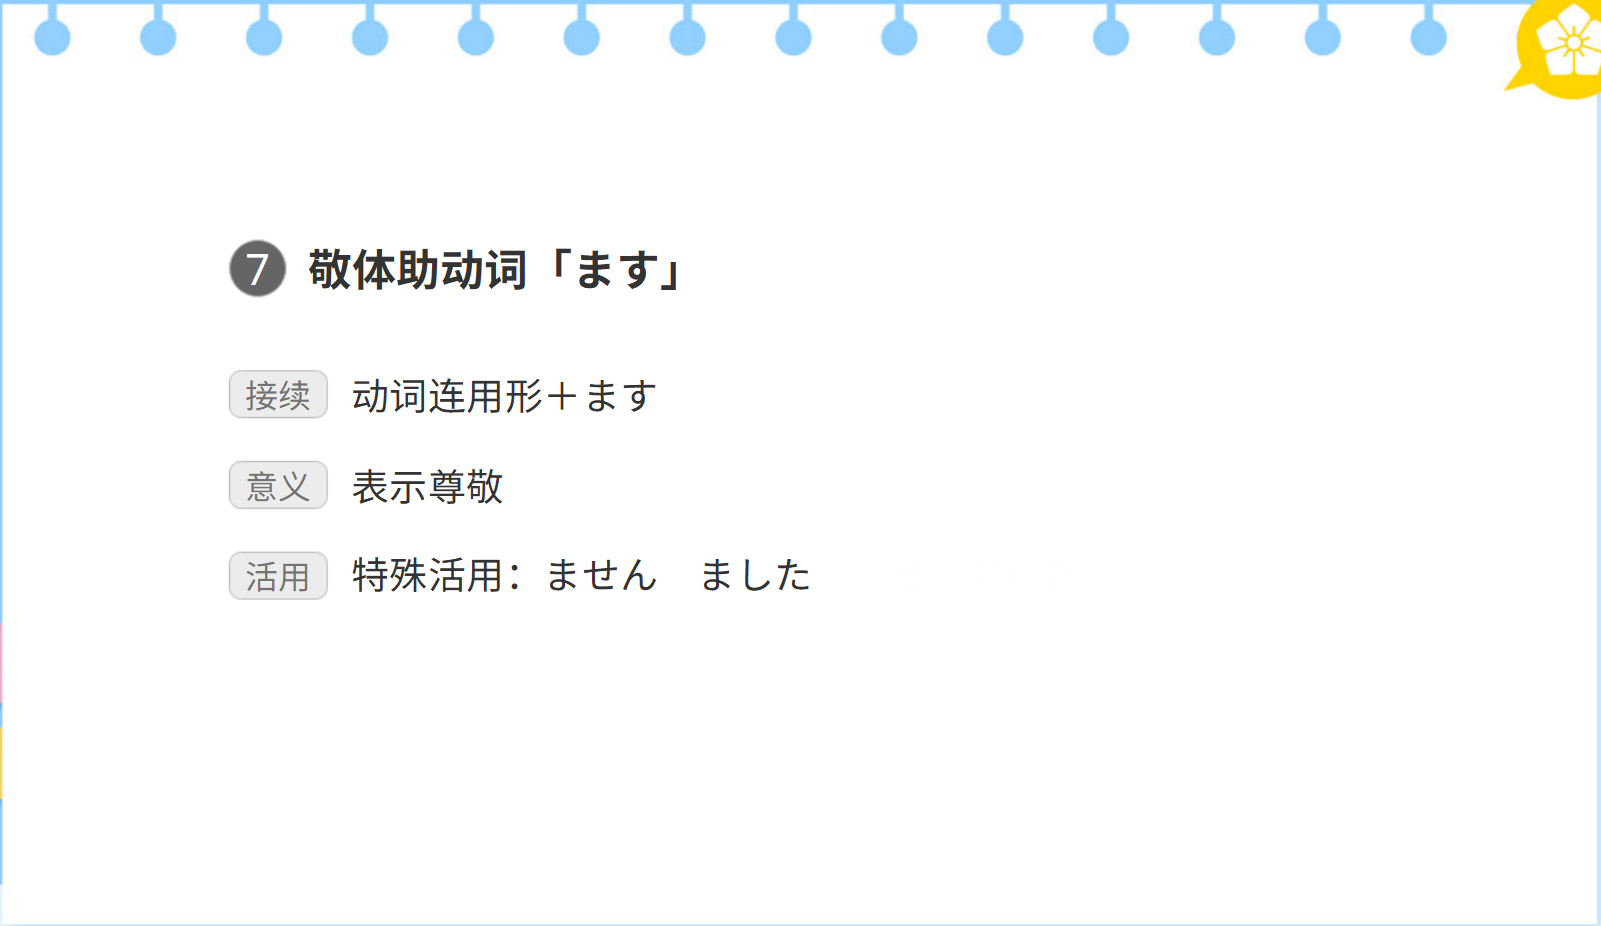 7 敬体助动词「ます」
接续 动词连用形＋ます
意义 表示尊敬
活用 特殊活用：ません　ました